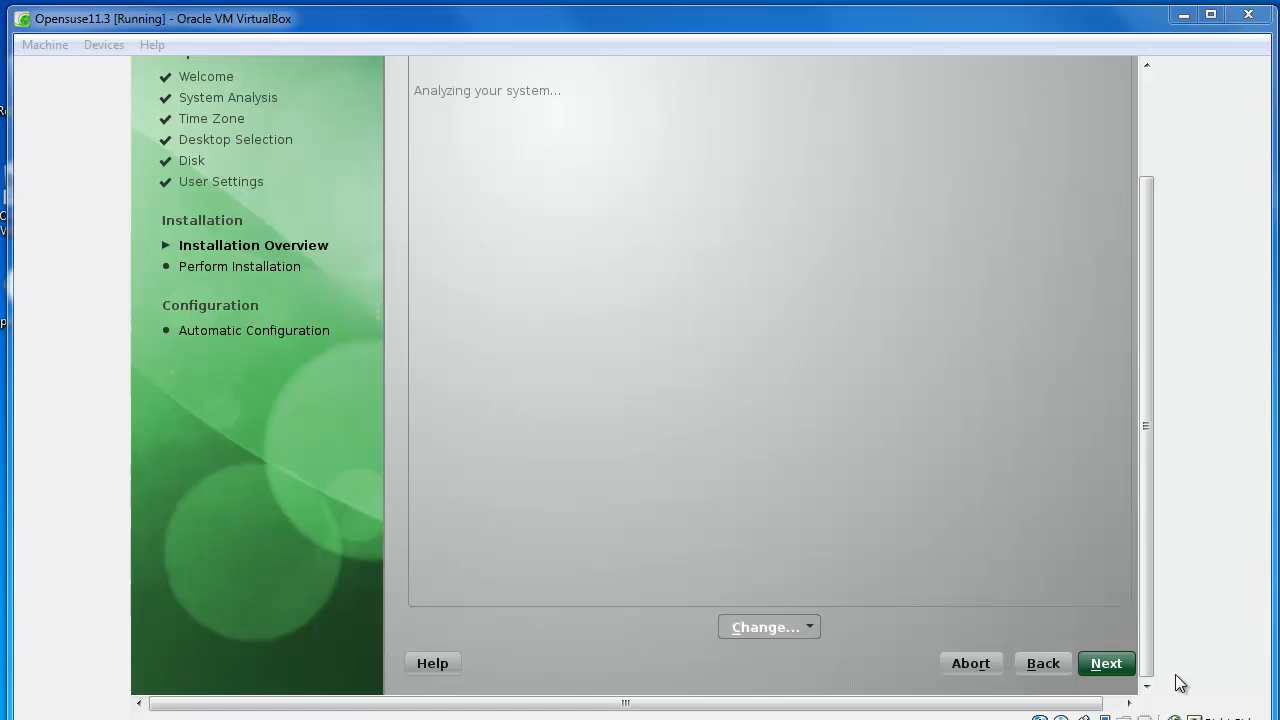 Opensuse11.3 [Running] - Oracle VM VirtualBox
Machine Devices Help
Welcome
System Analysis
Time Zone
Desktop Selection
Disk
User Settings
Installation
Installation Overview
Perform Installation
Configuration
Automatic Configuration
Analyzing your system...
Change...
Help
Abort
Back
Next